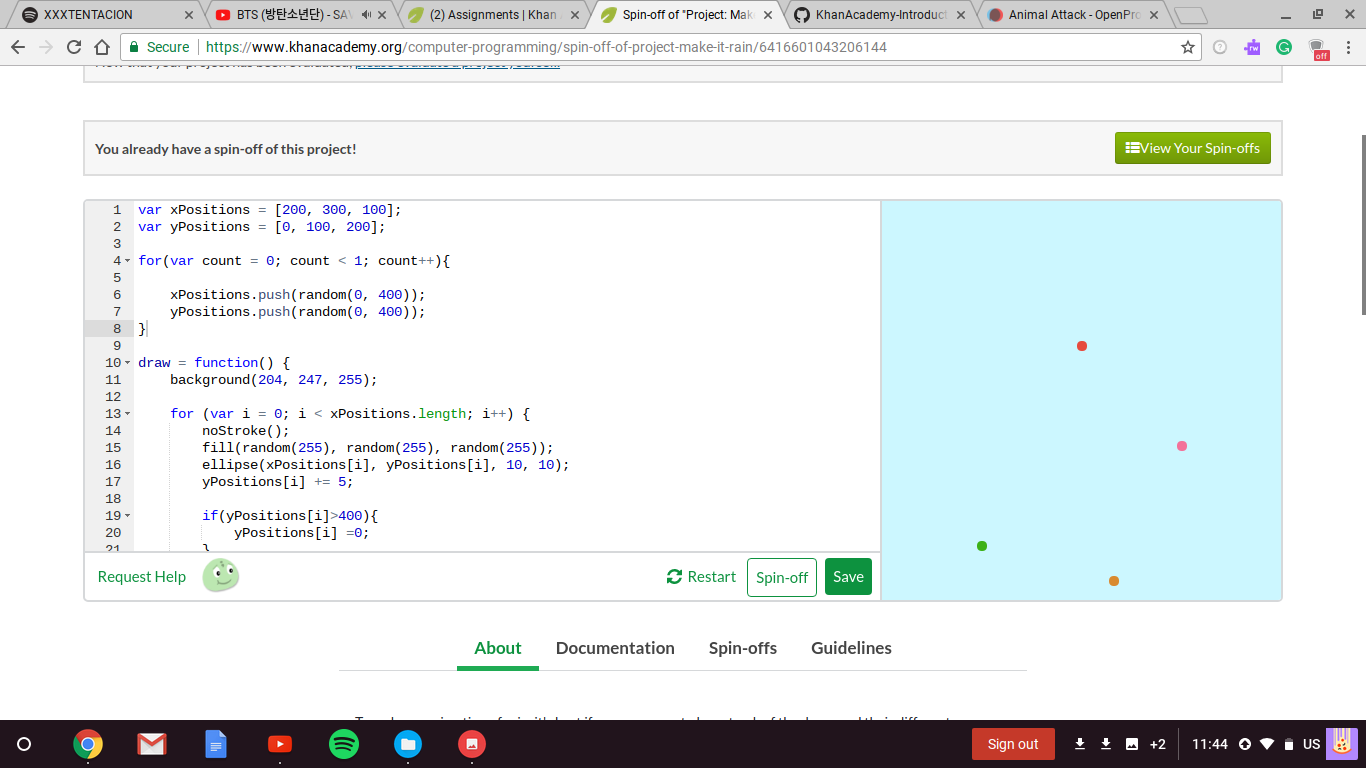 XXXTENTACION
BTS (방탄소년단) - SAV
(2) Assignments | Khan A
Spin-off of "Project: Mak
KhanAcademy-Introduct
Animal Attack - OpenPro
Secure
https://www.khanacademy.org/computer-programming/spin-off-of-project-make-it-rain/6416601043206144
rw
off
You already have a spin-off of this project!
View Your Spin-offs
1 var xPositions = [200, 300, 100];
2 var yPositions = [0, 100, 200];
3
4 for(var count = 0; count < 1; count++){
5
6 xPositions.push(random(0, 400));
7 yPositions.push(random(0, 400));
8 }
9
10 draw = function() {
11 background(204, 247, 255);
12
13 for (var i = 0; i < xPositions.length; i++) {
14 noStroke();
15 fill(random(255), random(255), random(255));
16 ellipse(xPositions[i], yPositions[i], 10, 10);
17 yPositions[i] += 5;
18
19 if(yPositions[i]>400){
20 yPositions[i] =0;
21 }
Request Help
Restart
Spin-off
Save
About
Documentation
Spin-offs
Guidelines
Sign out
+2
11:44
US